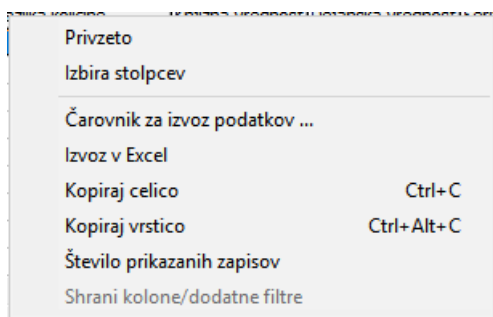 Privzeto
Izbira stolpcev
Čarovnik za izvoz podatkov ...
Izvoz v Excel
Kopiraj celico Ctrl+C
Kopiraj vrstico Ctrl+Alt+C
Število prikazanih zapisov
Shrani kolone/dodatne filtre